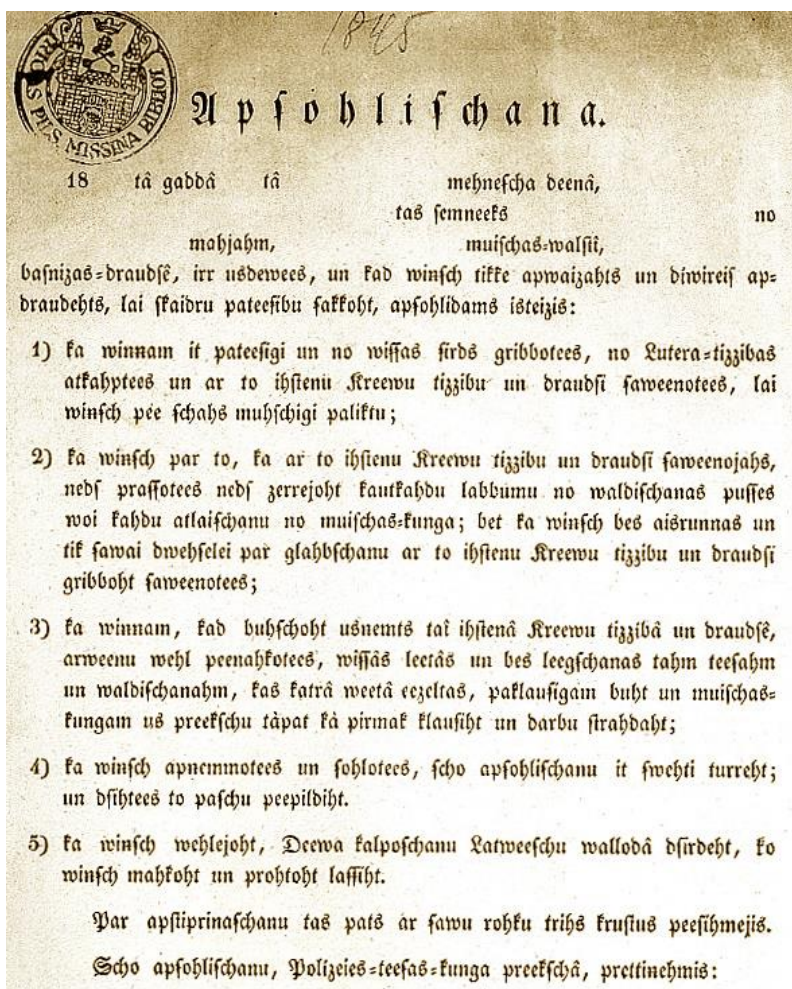 1845
RIGAS PILS. MISSIŅA BIBLIOT
Apſohliſchana.
18 tâ gaddâ tâ mehneſcha deenâ,
tas ſemneeks no
mahjahm, muiſchas-walſtî,
baſnizas-draudſê, irr usdewees, un kad winſch tikke apwaizahts un diwireiſ ap-
draudehts, lai ſkaidru pateeſibu ſakkoht, apſohlidams iſteizis:
1) ka winnam it pateeſigi un no wiſſas ſirds gribbotees, no Lutera-tizzibas
atkahptees un ar to ihſtenu Kreewu tizzibu un draudſi ſaweenotees, lai
winſch pee ſchahs muhſchigi paliktu;
2) ka winſch par to, ka ar to ihſtenu Kreewu tizzibu un draudſi ſaweenojahs,
nedſ praſſotees nedſ zerrejoht kautkahdu labbumu no waldiſchanas puſſes
woi kahdu atlaiſchanu no muiſchas-kunga; bet ka winſch bes aisrunnas un
tik ſawai dwehſelei par glahbſchanu ar to ihſtenu Kreewu tizzibu un draudſi
gribboht ſaweenotees;
3) ka winnam, kad buhſchoht usnemts taî ihſtenâ Kreewu tizzibâ un draudſê,
arweenu wehl peenahkotees, wiſſâs leetâs un bes leegſchanas tahm teeſahm
un waldiſchanahm, kas katrâ weetâ eezeltas, paklauſigam buht un muiſchas-
kungam us preekſchu tàpat kà pirmak klauſiht un darbu ſtrahdaht;
4) ka winſch apnemmotees un ſohlotees, ſcho apſohliſchanu it ſwehti turreht;
un dſihtees to paſchu peepildiht.
5) ka winſch wehlejoht, Deewa kalpoſchanu Latweeſchu wallodâ dſirdeht, ko
winſch mahkoht un prohtoht laſſiht.
Par apſtiprinaſchanu tas pats ar ſawu rohku trihs kruſtus peeſihmejis.
Scho apſohliſchanu, Polizeies-teeſas-kunga preekſchâ, prettinehmis: